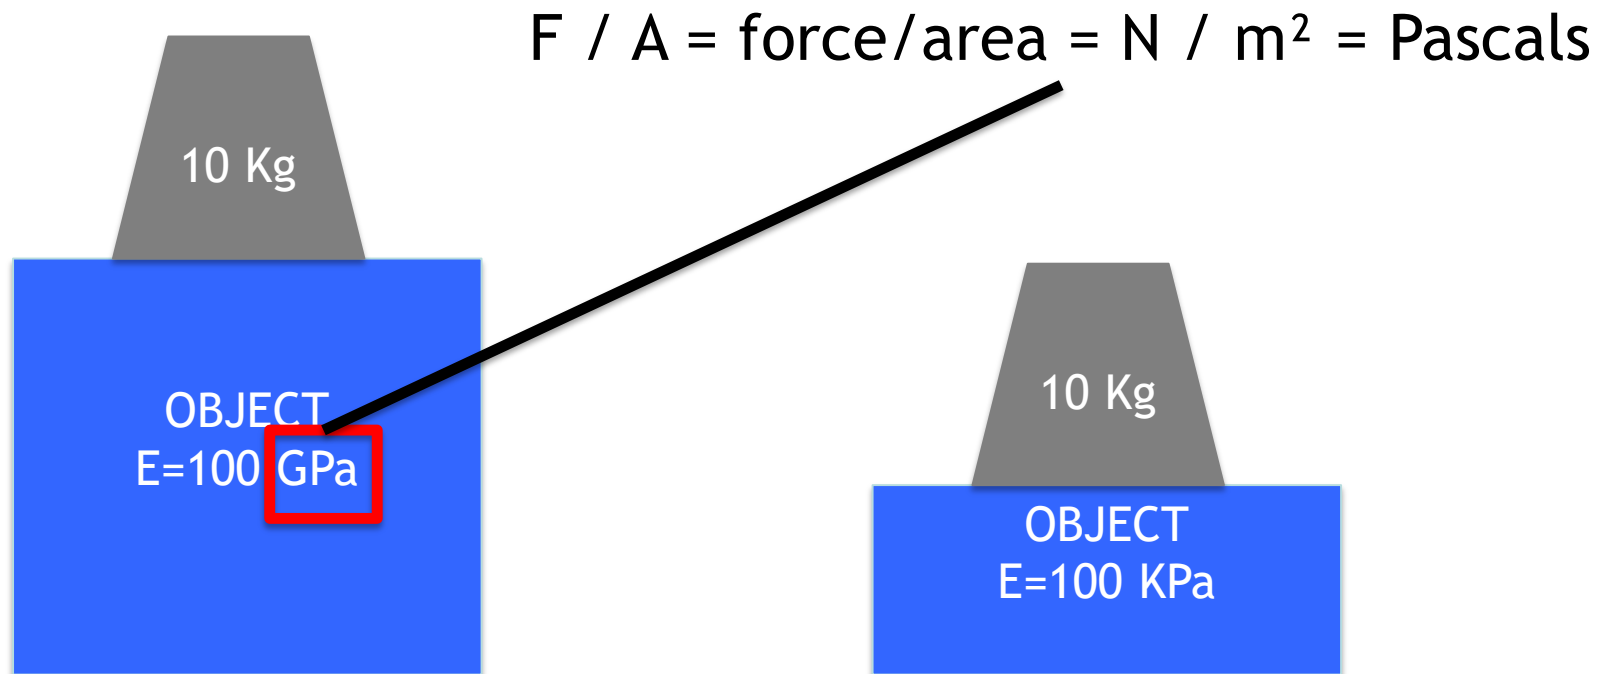 F / A = force/area = N / m² = Pascals
10 Kg
OBJECT
E=100 GPa
10 Kg
OBJECT
E=100 KPa